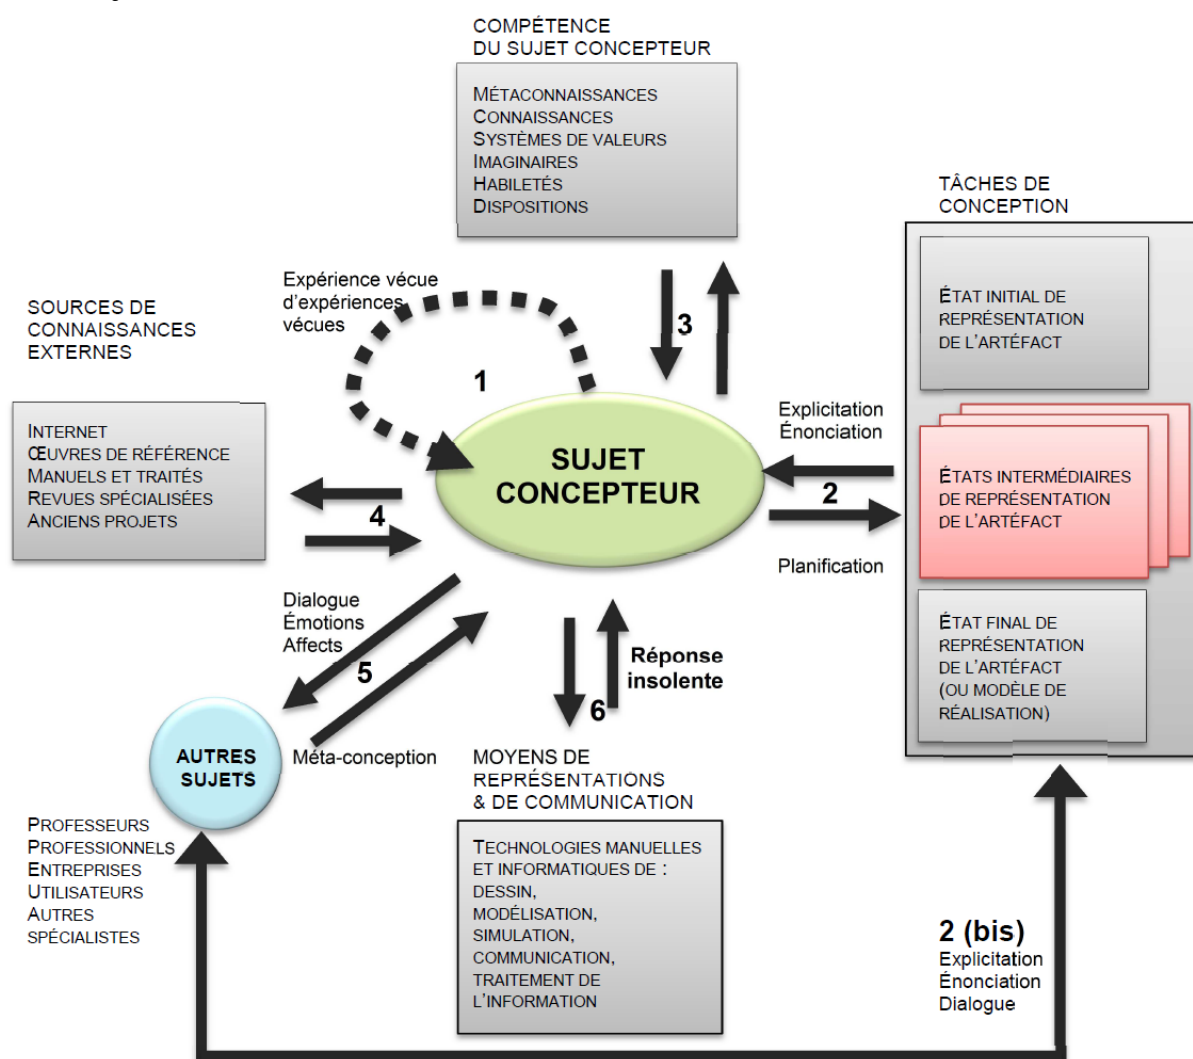 COMPÉTENCE
DU SUJET CONCEPTEUR
MÉTACONNAISSANCES
CONNAISSANCES
SYSTÈMES DE VALEURS
IMAGINAIRES
HABILETÉS
DISPOSITIONS
TÂCHES DE
CONCEPTION
ÉTAT INITIAL DE
REPRÉSENTATION
DE L'ARTÉFACT
Expérience vécue
d'expériences
vécues
SOURCES DE
CONNAISSANCES
EXTERNES
3
1
INTERNET
ŒUVRES DE RÉFÉRENCE
MANUELS ET TRAITÉS
REVUES SPÉCIALISÉES
ANCIENS PROJETS
4
SUJET
CONCEPTEUR
Explicitation
Énonciation
2
Planification
ÉTATS INTERMÉDIAIRES
DE REPRÉSENTATION
DE L'ARTÉFACT
Dialogue
Émotions
Affects
5
Méta-conception
Réponse
insolente
6
ÉTAT FINAL DE
REPRÉSENTATION
DE L'ARTÉFACT
(OU MODÈLE DE
RÉALISATION)
AUTRES
SUJETS
PROFESSEURS
PROFESSIONNELS
ENTREPRISES
UTILISATEURS
AUTRES
SPÉCIALISTES
MOYENS DE
REPRÉSENTATIONS
& DE COMMUNICATION
TECHNOLOGIES MANUELLES
ET INFORMATIQUES DE :
DESSIN,
MODÉLISATION,
SIMULATION,
COMMUNICATION,
TRAITEMENT DE
L'INFORMATION
2 (bis)
Explicitation
Énonciation
Dialogue